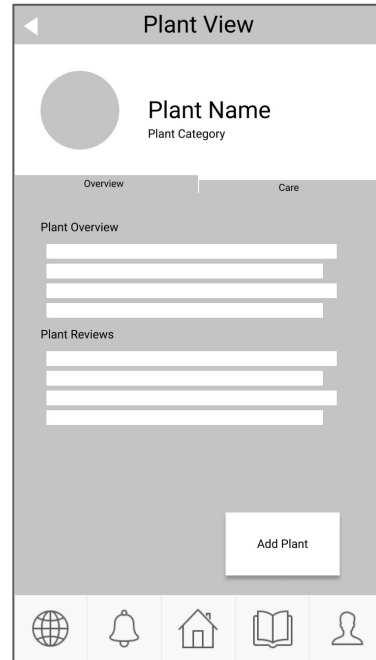 Plant View
Plant Name
Plant Category
Overview
Care
Plant Overview
Plant Reviews
Add Plant